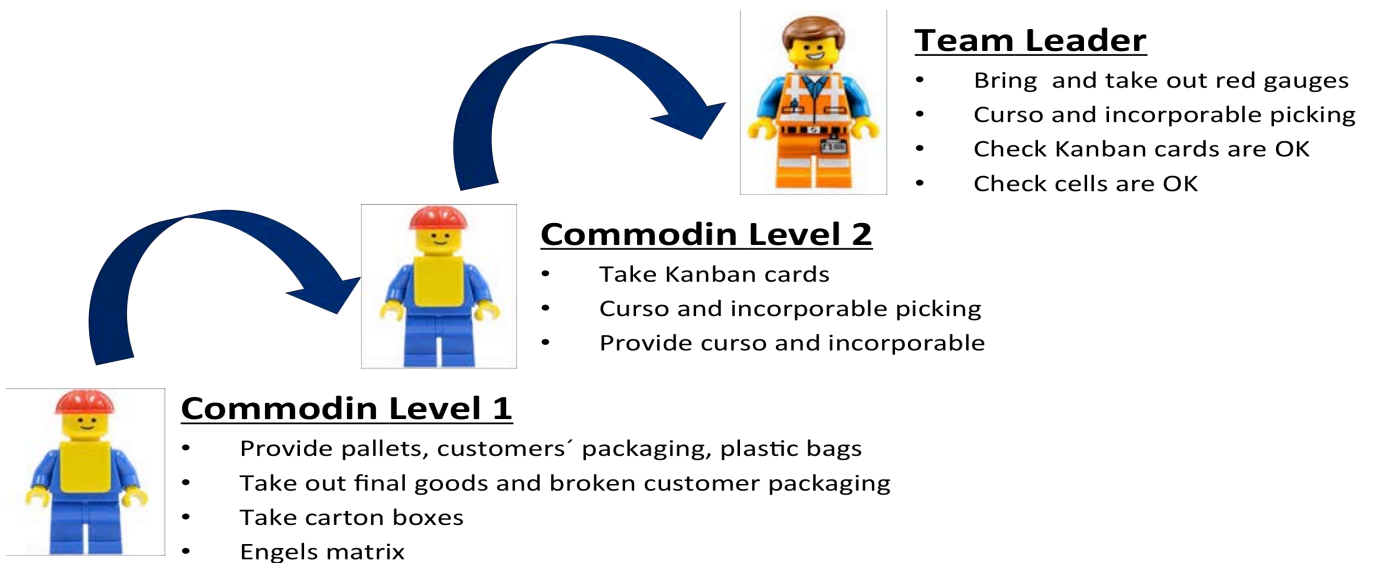 Team Leader
• Bring and take out red gauges
• Curso and incorporable picking
• Check Kanban cards are OK
• Check cells are OK
Commodin Level 2
• Take Kanban cards
• Curso and incorporable picking
• Provide curso and incorporable
Commodin Level 1
• Provide pallets, customers´ packaging, plastic bags
• Take out final goods and broken customer packaging
• Take carton boxes
• Engels matrix